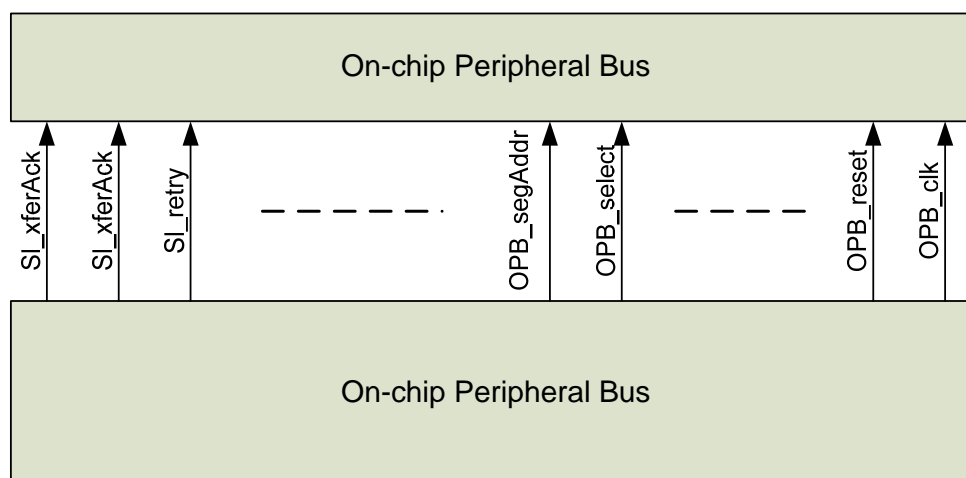 On-chip Peripheral Bus
Sl_xferAck
Sl_xferAck
Sl_retry
OPB_segAddr
OPB_select
OPB_reset
OPB_clk
On-chip Peripheral Bus